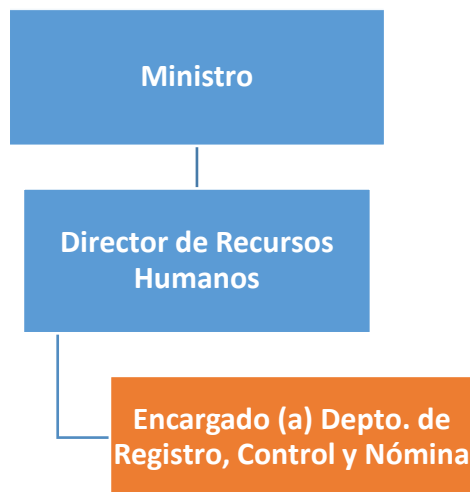 Ministro
Director de Recursos
Humanos
Encargado (a) Depto. de
Registro, Control y Nómina